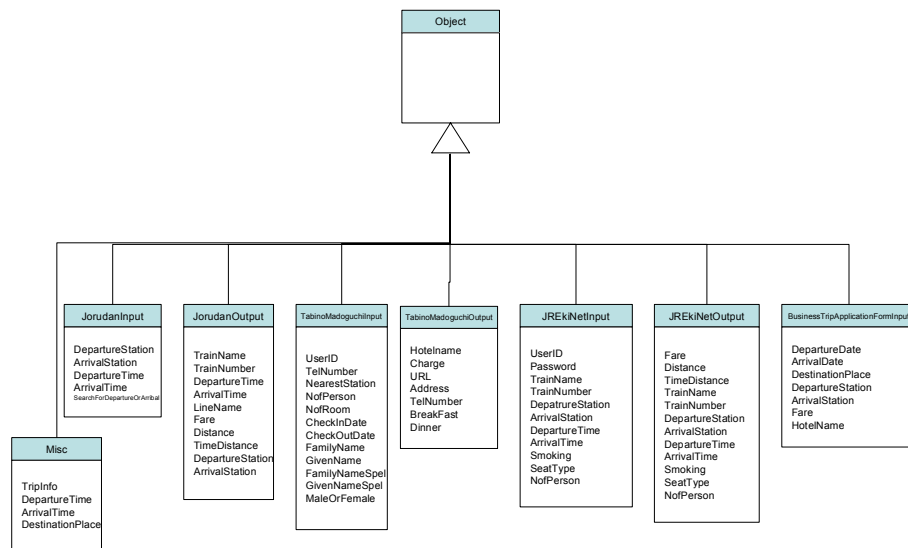 Object
JorudanInput
DepartureStation
ArrivalStation
DepartureTime
ArrivalTime
SearchForDepartureOrArribal
JorudanOutput
TrainName
TrainNumber
DepartureTime
ArrivalTime
LineName
Fare
Distance
TimeDistance
DepartureStation
ArrivalStation
TabinoMadoguchiInput
UserID
TelNumber
NearestStation
NofPerson
NofRoom
CheckInDate
CheckOutDate
FamilyName
GivenName
FamilyNameSpel
GivenNameSpel
MaleOrFemale
TabinoMadoguchiOutput
Hotelname
Charge
URL
Address
TelNumber
BreakFast
Dinner
JREkiNetInput
UserID
Password
TrainName
TrainNumber
DepatrureStation
ArrivalStation
DepartureTime
ArrivalTime
Smoking
SeatType
NofPerson
JREkiNetOutput
Fare
Distance
TimeDistance
TrainName
TrainNumber
DepartureStation
ArrivalStation
DepartureTime
ArrivalTime
Smoking
SeatType
NofPerson
BusinessTripApplicationFormInput
DepartureDate
ArrivalDate
DestinationPlace
DepartureStation
ArrivalStation
Fare
HotelName
Misc
TripInfo
DepartureTime
ArrivalTime
DestinationPlace